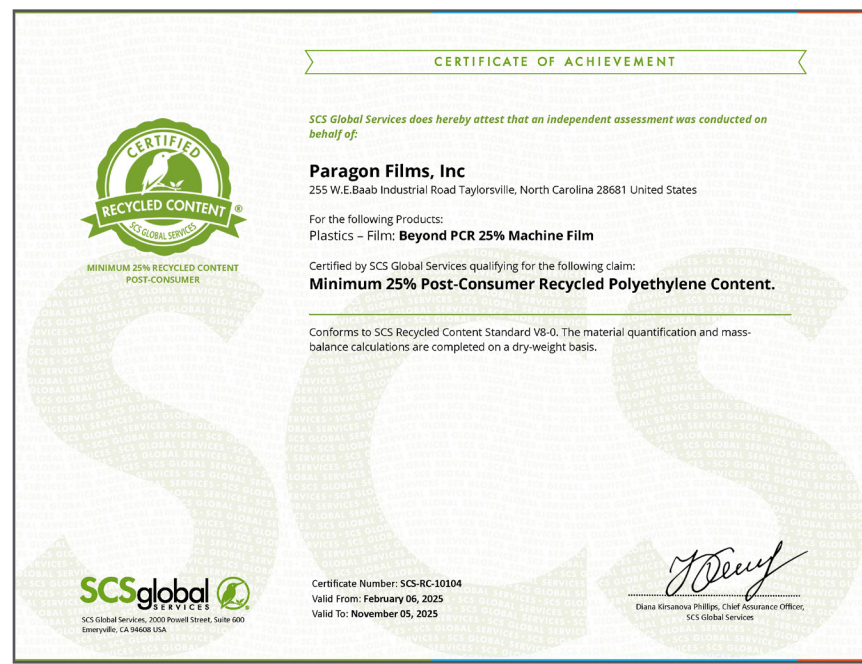 CERTIFICATE OF ACHIEVEMENT
SCS Global Services does hereby attest that an independent assessment was conducted on
behalf of:
Paragon Films, Inc
255 W.E.Baab Industrial Road Taylorsville, North Carolina 28681 United States
For the following Products:
Plastics – Film: Beyond PCR 25% Machine Film
Certified by SCS Global Services qualifying for the following claim:
Minimum 25% Post-Consumer Recycled Polyethylene Content.
Conforms to SCS Recycled Content Standard V8-0. The material quantification and mass-
balance calculations are completed on a dry-weight basis.
CERTIFIED
RECYCLED CONTENT ®
SCS GLOBAL SERVICES
MINIMUM 25% RECYCLED CONTENT
POST-CONSUMER
SCSglobal
SERVICES
SCS Global Services, 2000 Powell Street, Suite 600
Emeryville, CA 94608 USA
Certificate Number: SCS-RC-10104
Valid From: February 06, 2025
Valid To: November 05, 2025
Diana Kirsanova Phillips, Chief Assurance Officer,
SCS Global Services